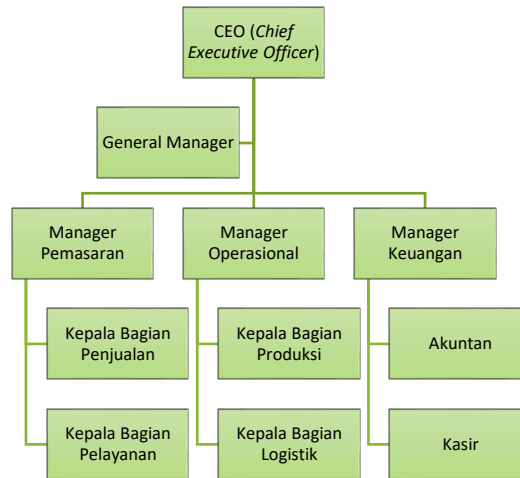 CEO (Chief
Executive Officer)
General Manager
Manager
Pemasaran
Manager
Operasional
Manager
Keuangan
Kepala Bagian
Penjualan
Kepala Bagian
Produksi
Akuntan
Kepala Bagian
Pelayanan
Kepala Bagian
Logistik
Kasir